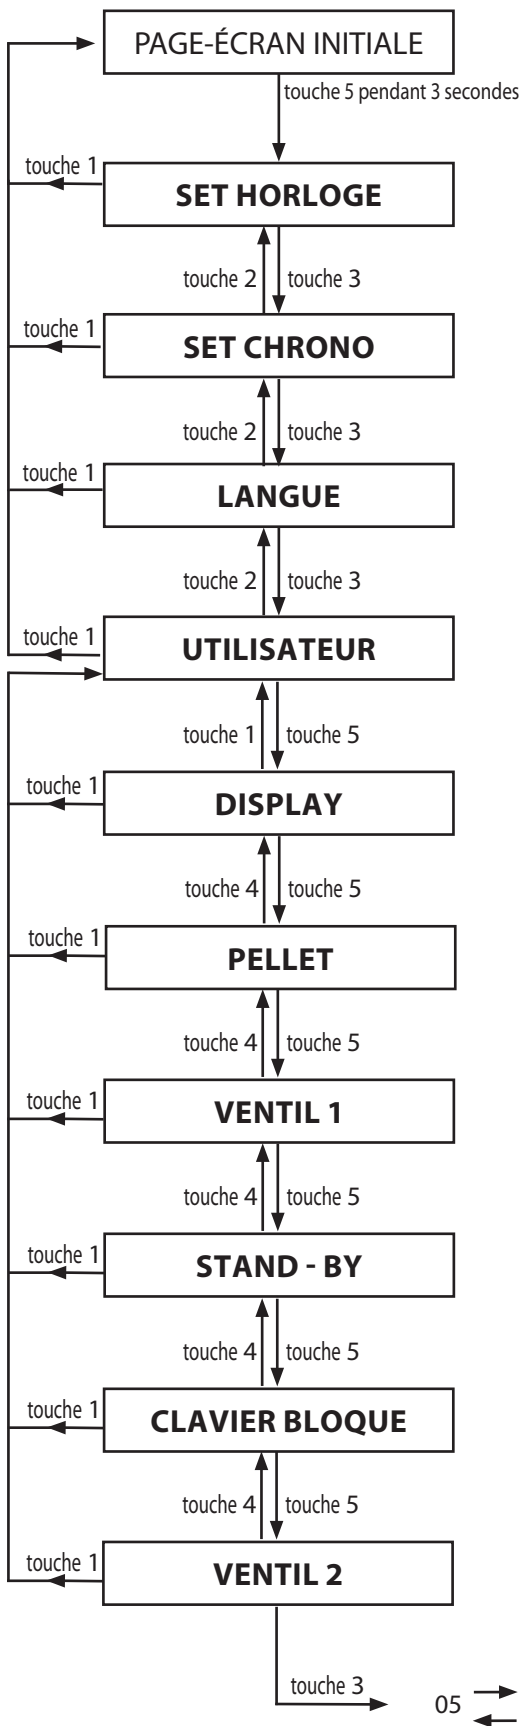 PAGE-ÉCRAN INITIALE
touche 5 pendant 3 secondes
touche 1
SET HORLOGE
touche 2
touche 3
touche 1
SET CHRONO
touche 2
touche 3
touche 1
LANGUE
touche 2
touche 3
touche 1
UTILISATEUR
touche 1
touche 5
touche 1
DISPLAY
touche 4
touche 5
touche 1
PELLET
touche 4
touche 5
touche 1
VENTIL 1
touche 4
touche 5
touche 1
STAND - BY
touche 4
touche 5
touche 1
CLAVIER BLOQUE
touche 4
touche 5
touche 1
VENTIL 2
touche 3
05